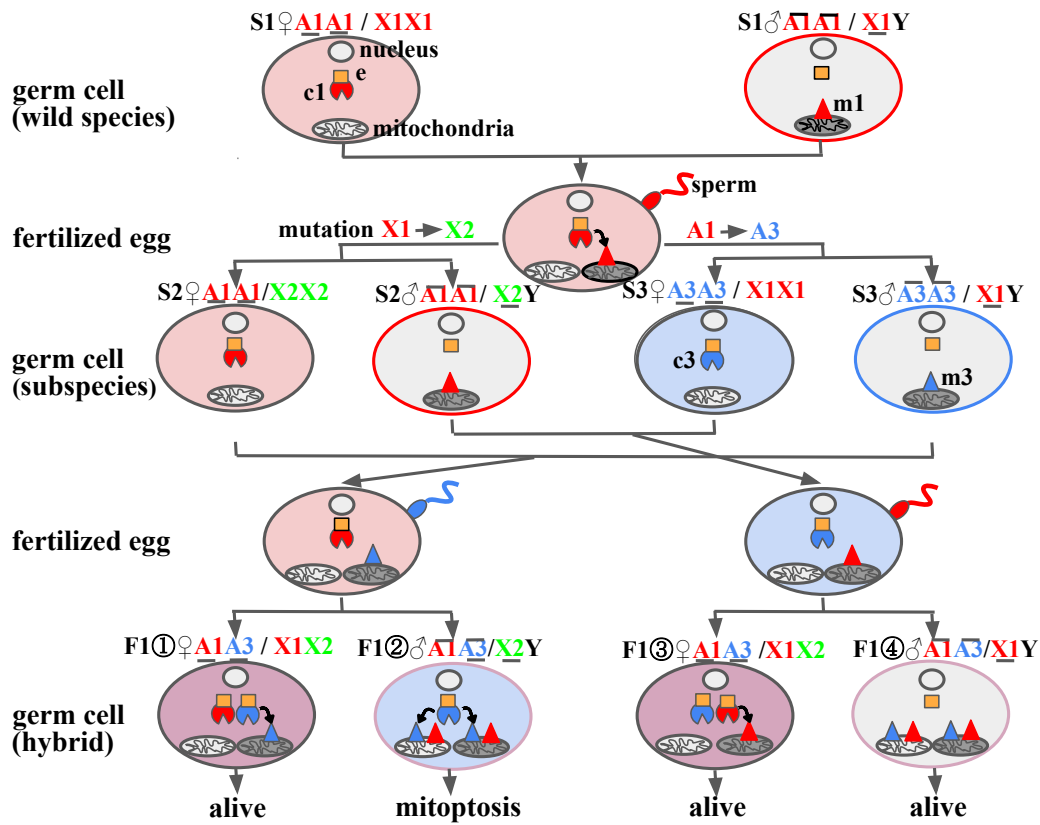 S1♀A1A1 / X1X1
S1♂A1A1 / X1Y
nucleus
e
c1
m1
mitochondria
germ cell
(wild species)
sperm
mutation X1 → X2
A1 → A3
fertilized egg
S2♀A1A1/X2X2
S2♂A1A1/ X2Y
S3♀A3A3 / X1X1
S3♂A3A3 / X1Y
c3
m3
germ cell
(subspecies)
fertilized egg
F1①♀A1A3 / X1X2
F1②♂A1A3/X2Y
F1③♀A1A3 /X1X2
F1④♂A1A3/X1Y
germ cell
(hybrid)
alive
mitoptosis
alive
alive